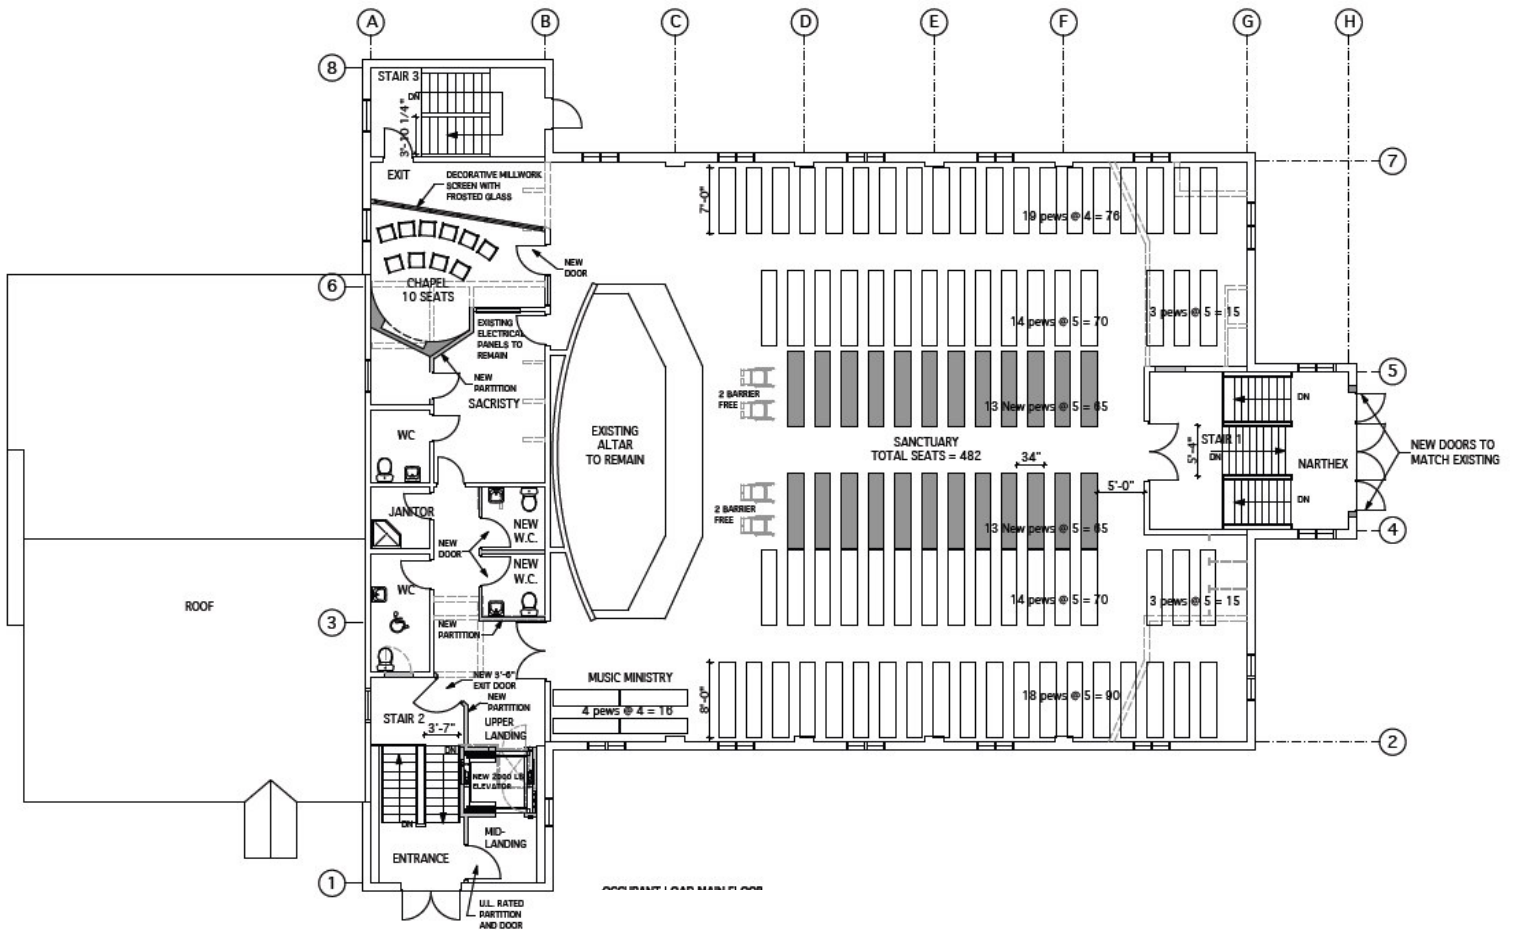 A
B
C
D
E
F
G
H
8
STAIR 3
DN
3'-10 1/4"
7
EXIT
DECORATIVE MILLWORK
SCREEN WITH
FROSTED GLASS
7'-0"
19 pews @ 4 = 76
NEW
DOOR
6
CHAPEL
10 SEATS
EXISTING
ELECTRICAL
PANELS TO
REMAIN
14 pews @ 5 = 70
3 pews @ 5 = 15
NEW
PARTITION
SACRISTY
5
2 BARRIER
FREE
13 New pews @ 5 = 65
DN
WC
EXISTING
ALTAR
TO REMAIN
SANCTUARY
TOTAL SEATS = 482
34"
5'-4"
STAIR 1
DN
NARTHEX
NEW DOORS TO
MATCH EXISTING
5'-0"
DN
JANITOR
NEW
W.C.
2 BARRIER
FREE
13 New pews @ 5 = 65
4
NEW
DOOR
NEW
W.C.
WC
ROOF
14 pews @ 5 = 70
3 pews @ 5 = 15
3
NEW
PARTITION
NEW 3'-6"
EXIT DOOR
NEW
PARTITION
MUSIC MINISTRY
4 pews @ 4 = 16
8'-0"
18 pews @ 5 = 90
STAIR 2
3'-7"
UPPER
LANDING
2
DN
NEW 2000 LB
ELEVATOR
DN
MID-
LANDING
ENTRANCE
1
OCCUPANT LOAD MAIN FLOOR
U.L. RATED
PARTITION
AND DOOR